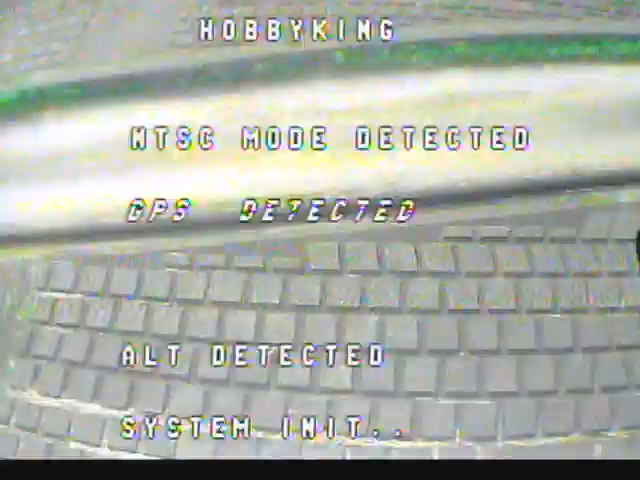 HOBBYKING
NTSC MODE DETECTED
GPS DETECTED
ALT DETECTED
SYSTEM INIT..